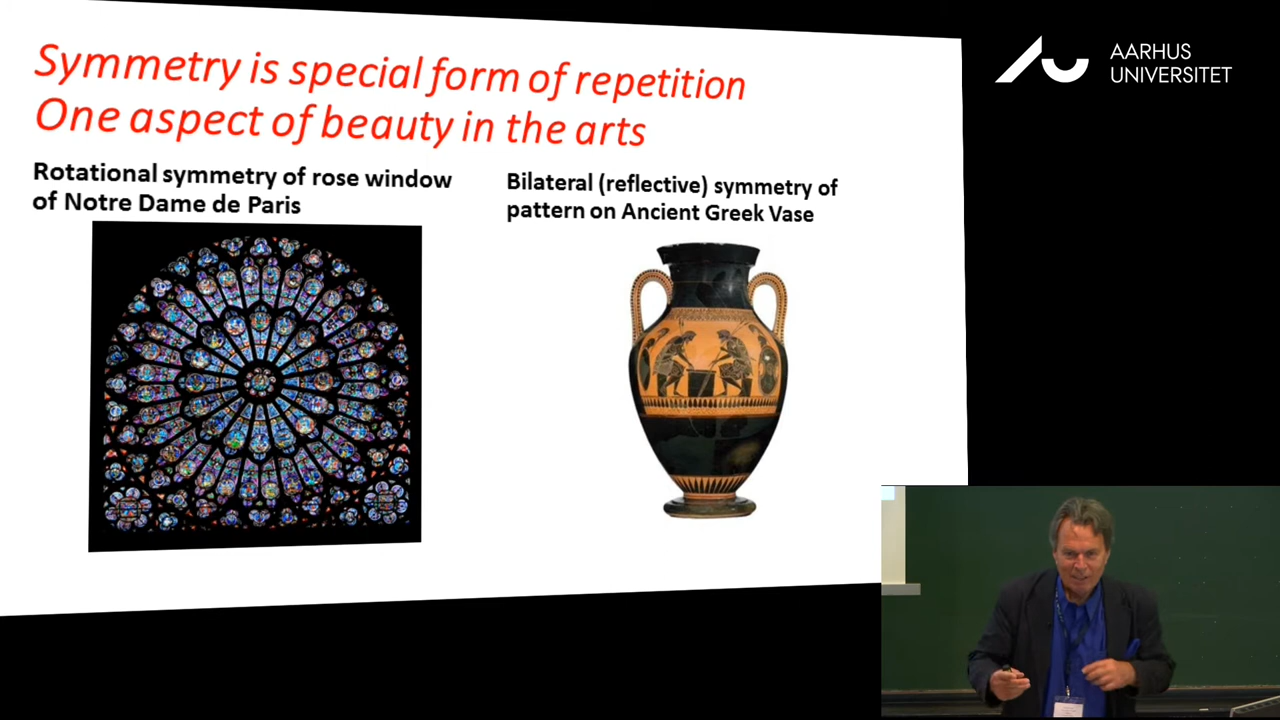 Symmetry is special form of repetition
One aspect of beauty in the arts
Rotational symmetry of rose window
of Notre Dame de Paris
Bilateral (reflective) symmetry of
pattern on Ancient Greek Vase
AARHUS
UNIVERSITET